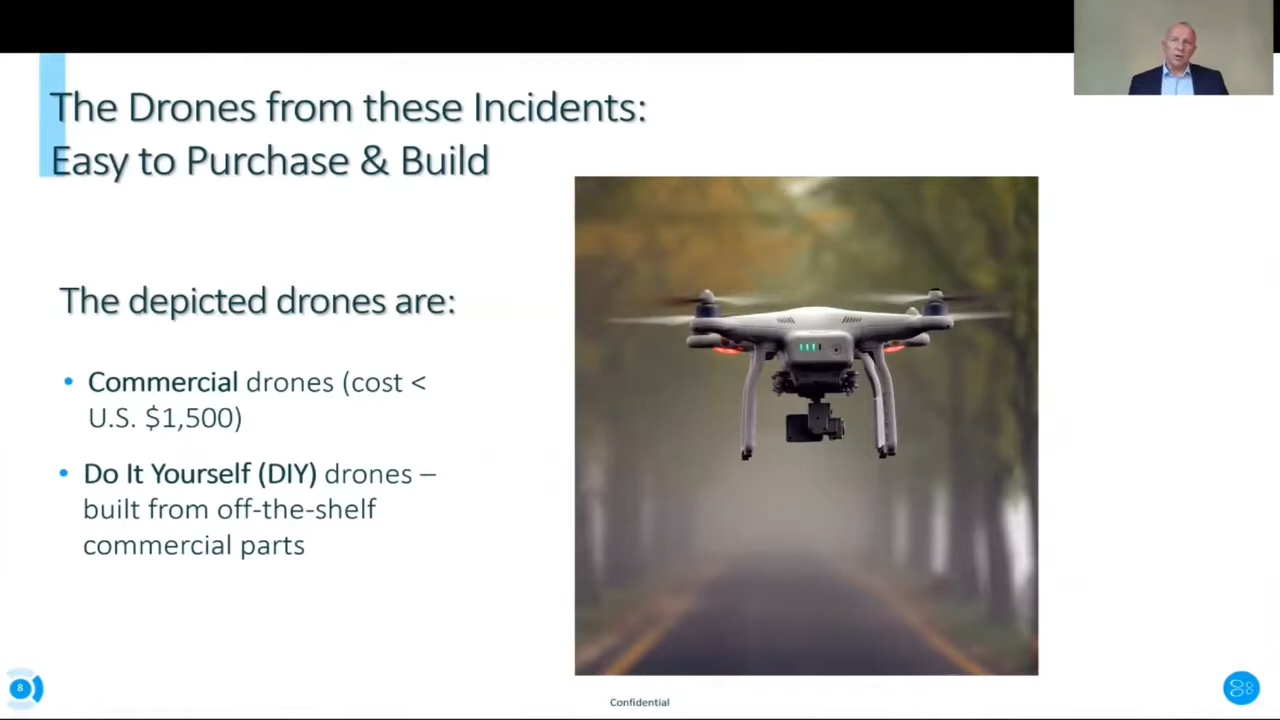 The Drones from these Incidents:
Easy to Purchase & Build
The depicted drones are:
• Commercial drones (cost <
U.S. $1,500)
• Do It Yourself (DIY) drones –
built from off-the-shelf
commercial parts
8
Confidential